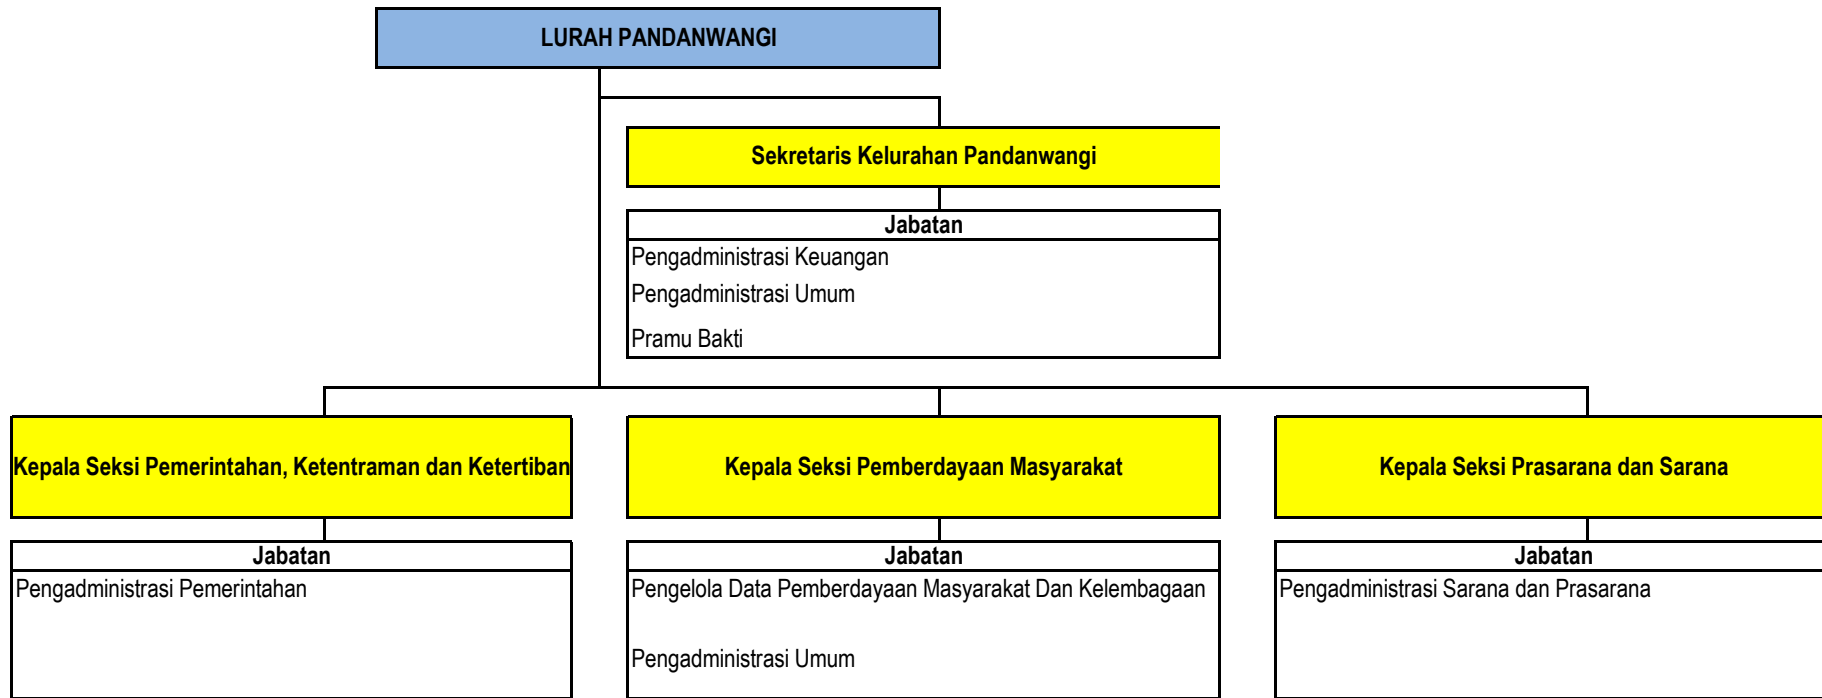 LURAH PANDANWANGI
Sekretaris Kelurahan Pandanwangi
Jabatan
Pengadministrasi Keuangan
Pengadministrasi Umum
Pramu Bakti
Kepala Seksi Pemerintahan, Ketentraman dan Ketertiban
Jabatan
Pengadministrasi Pemerintahan
Kepala Seksi Pemberdayaan Masyarakat
Jabatan
Pengelola Data Pemberdayaan Masyarakat Dan Kelembagaan
Pengadministrasi Umum
Kepala Seksi Prasarana dan Sarana
Jabatan
Pengadministrasi Sarana dan Prasarana